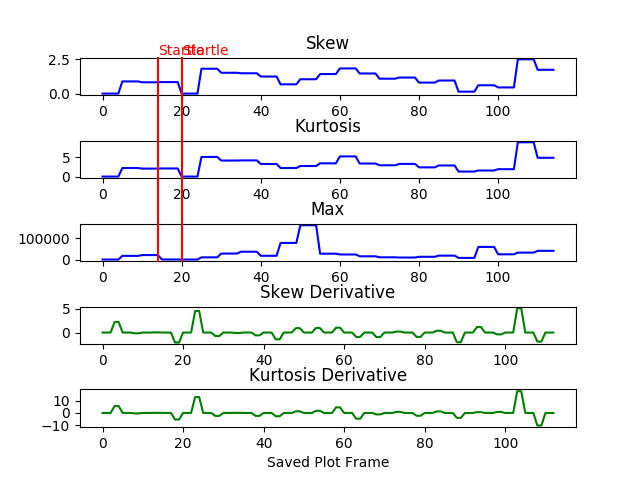 Skew
Startle Startle
2.5
0.0
0 20 40 60 80 100
Kurtosis
5
0
0 20 40 60 80 100
Max
100000
0
0 20 40 60 80 100
Skew Derivative
5
0
0 20 40 60 80 100
Kurtosis Derivative
10
0
−10
0 20 40 60 80 100
Saved Plot Frame